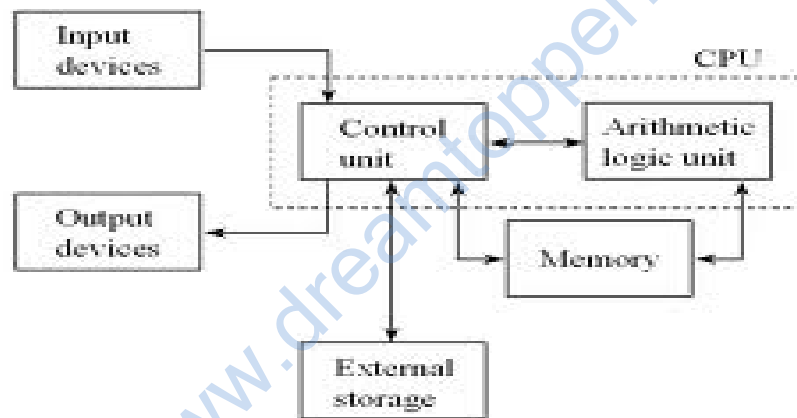 Input
devices
CPU
Control
unit
Arithmetic
logic unit
Output
devices
Memory
External
storage
www.dreamtopper